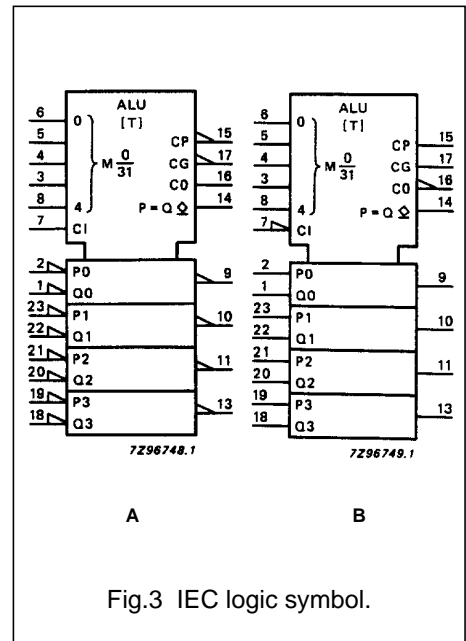 ALU
[T]
6 0
5
4 M 0/31
3
8 4
7 CI
CP 15
CG 17
C0 16
P = Q ◇ 14
2 P0
1 Q0
9
23 P1
22 Q1
10
21 P2
20 Q2
11
19 P3
18 Q3
13
7Z96748.1
A
ALU
[T]
6 0
5
4 M 0/31
3
8 4
7 CI
CP 15
CG 17
C0 16
P = Q ◇ 14
2 P0
1 Q0
9
23 P1
22 Q1
10
21 P2
20 Q2
11
19 P3
18 Q3
13
7Z96749.1
B
Fig.3 IEC logic symbol.